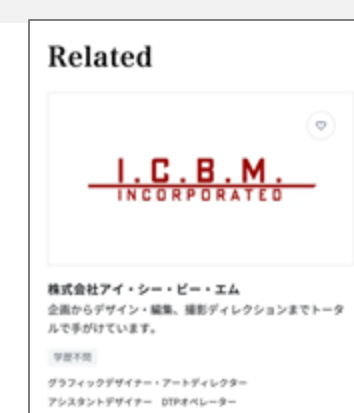 Related
I.C.B.M.
INCORPORATED
株式会社アイ・シー・ビー・エム
企画からデザイン・編集、撮影ディレクションまでトータ
ルで手がけています。
学歴不問
グラフィックデザイナー・アートディレクター
アシスタントデザイナー　DTPオペレーター